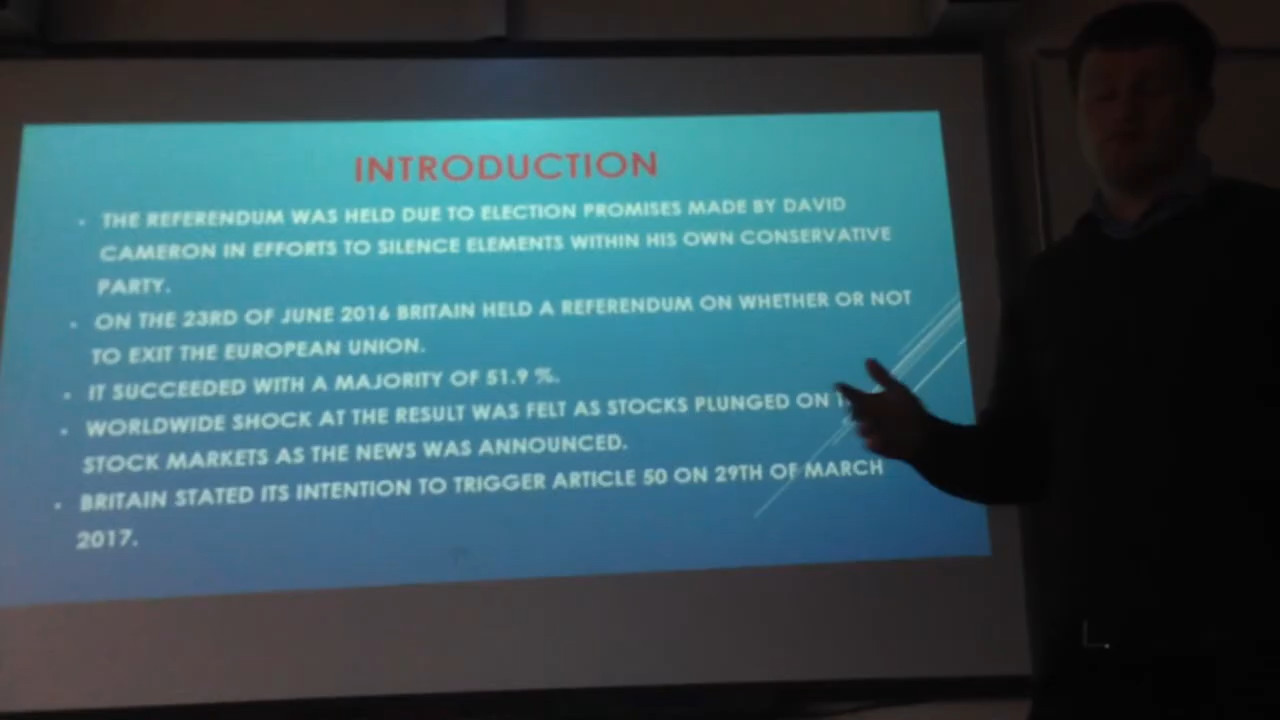 INTRODUCTION
THE REFERENDUM WAS HELD DUE TO ELECTION PROMISES MADE BY DAVID
CAMERON IN EFFORTS TO SILENCE ELEMENTS WITHIN HIS OWN CONSERVATIVE
PARTY.
ON THE 23RD OF JUNE 2016 BRITAIN HELD A REFERENDUM ON WHETHER OR NOT
TO EXIT THE EUROPEAN UNION.
IT SUCCEEDED WITH A MAJORITY OF 51.9 %.
WORLDWIDE SHOCK AT THE RESULT WAS FELT AS STOCKS PLUNGED ON
STOCK MARKETS AS THE NEWS WAS ANNOUNCED.
BRITAIN STATED ITS INTENTION TO TRIGGER ARTICLE 50 ON 29TH OF MARCH
2017.